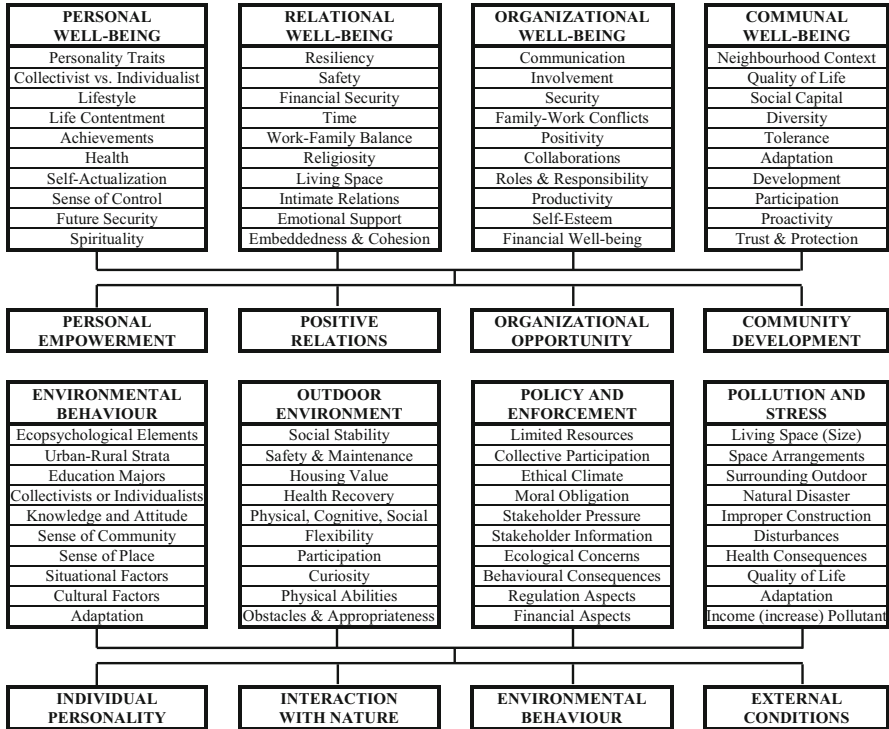 PERSONAL
WELL-BEING
Personality Traits
Collectivist vs. Individualist
Lifestyle
Life Contentment
Achievements
Health
Self-Actualization
Sense of Control
Future Security
Spirituality
RELATIONAL
WELL-BEING
Resiliency
Safety
Financial Security
Time
Work-Family Balance
Religiosity
Living Space
Intimate Relations
Emotional Support
Embeddedness & Cohesion
ORGANIZATIONAL
WELL-BEING
Communication
Involvement
Security
Family-Work Conflicts
Positivity
Collaborations
Roles & Responsibility
Productivity
Self-Esteem
Financial Well-being
COMMUNAL
WELL-BEING
Neighbourhood Context
Quality of Life
Social Capital
Diversity
Tolerance
Adaptation
Development
Participation
Proactivity
Trust & Protection
PERSONAL
EMPOWERMENT
POSITIVE
RELATIONS
ORGANIZATIONAL
OPPORTUNITY
COMMUNITY
DEVELOPMENT
ENVIRONMENTAL
BEHAVIOUR
Ecopsychological Elements
Urban-Rural Strata
Education Majors
Collectivists or Individualists
Knowledge and Attitude
Sense of Community
Sense of Place
Situational Factors
Cultural Factors
Adaptation
OUTDOOR
ENVIRONMENT
Social Stability
Safety & Maintenance
Housing Value
Health Recovery
Physical, Cognitive, Social
Flexibility
Participation
Curiosity
Physical Abilities
Obstacles & Appropriateness
POLICY AND
ENFORCEMENT
Limited Resources
Collective Participation
Ethical Climate
Moral Obligation
Stakeholder Pressure
Stakeholder Information
Ecological Concerns
Behavioural Consequences
Regulation Aspects
Financial Aspects
POLLUTION AND
STRESS
Living Space (Size)
Space Arrangements
Surrounding Outdoor
Natural Disaster
Improper Construction
Disturbances
Health Consequences
Quality of Life
Adaptation
Income (increase) Pollutant
INDIVIDUAL
PERSONALITY
INTERACTION
WITH NATURE
ENVIRONMENTAL
BEHAVIOUR
EXTERNAL
CONDITIONS